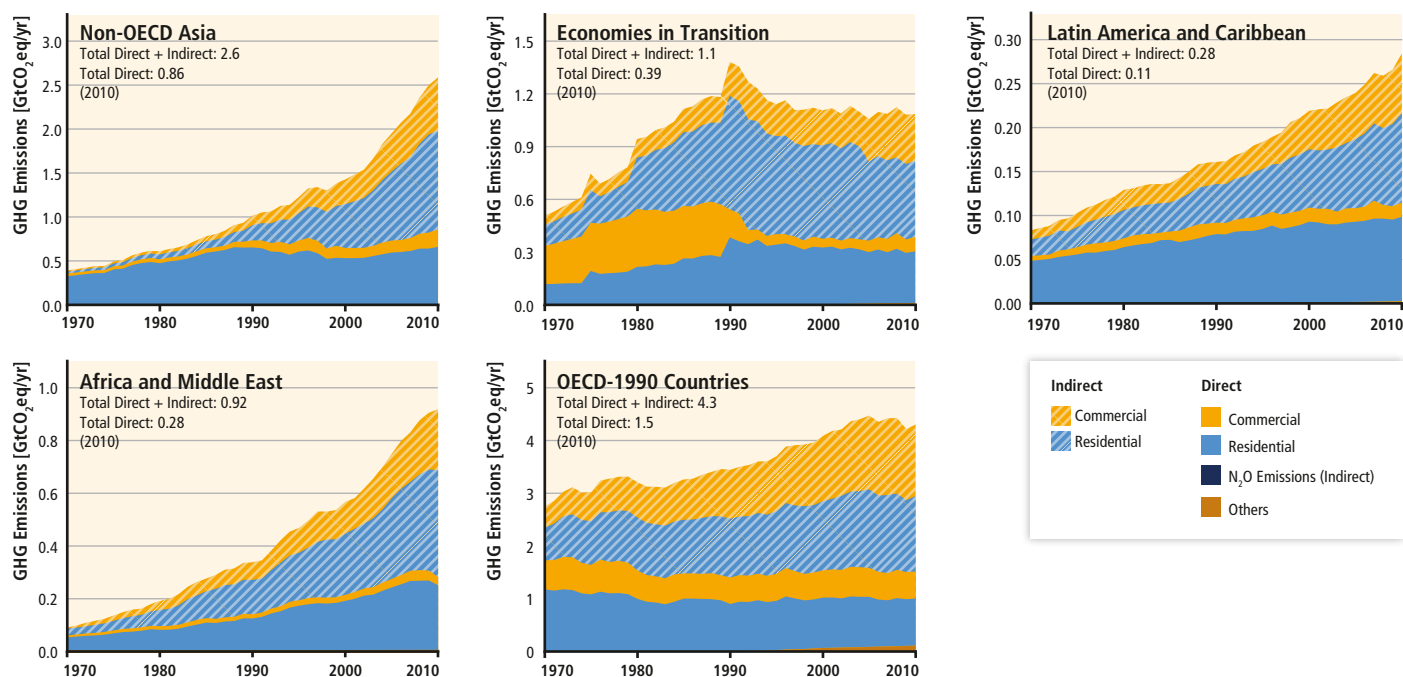 Non-OECD Asia
Total Direct + Indirect: 2.6
Total Direct: 0.86
(2010)
GHG Emissions [GtCO₂eq/yr]
3.0
2.5
2.0
1.5
1.0
0.5
0.0
1970 1980 1990 2000 2010
Economies in Transition
Total Direct + Indirect: 1.1
Total Direct: 0.39
(2010)
GHG Emissions [GtCO₂eq/yr]
1.5
1.2
0.9
0.6
0.3
0.0
1970 1980 1990 2000 2010
Latin America and Caribbean
Total Direct + Indirect: 0.28
Total Direct: 0.11
(2010)
GHG Emissions [GtCO₂eq/yr]
0.30
0.25
0.20
0.15
0.10
0.05
0.00
1970 1980 1990 2000 2010
Africa and Middle East
Total Direct + Indirect: 0.92
Total Direct: 0.28
(2010)
GHG Emissions [GtCO₂eq/yr]
1.0
0.8
0.6
0.4
0.2
0.0
1970 1980 1990 2000 2010
OECD-1990 Countries
Total Direct + Indirect: 4.3
Total Direct: 1.5
(2010)
GHG Emissions [GtCO₂eq/yr]
5
4
3
2
1
0
1970 1980 1990 2000 2010
Indirect
Commercial
Residential
Direct
Commercial
Residential
N₂O Emissions (Indirect)
Others